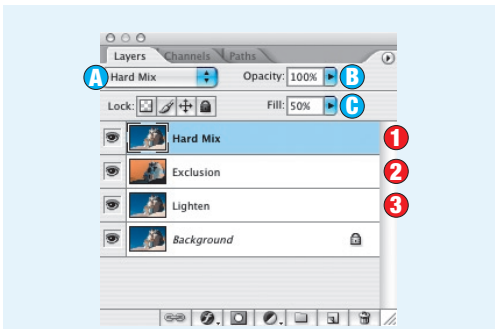 Layers Channels Paths
A Hard Mix Opacity: 100% B
Lock: Fill: 50% C
Hard Mix 1
Exclusion 2
Lighten 3
Background